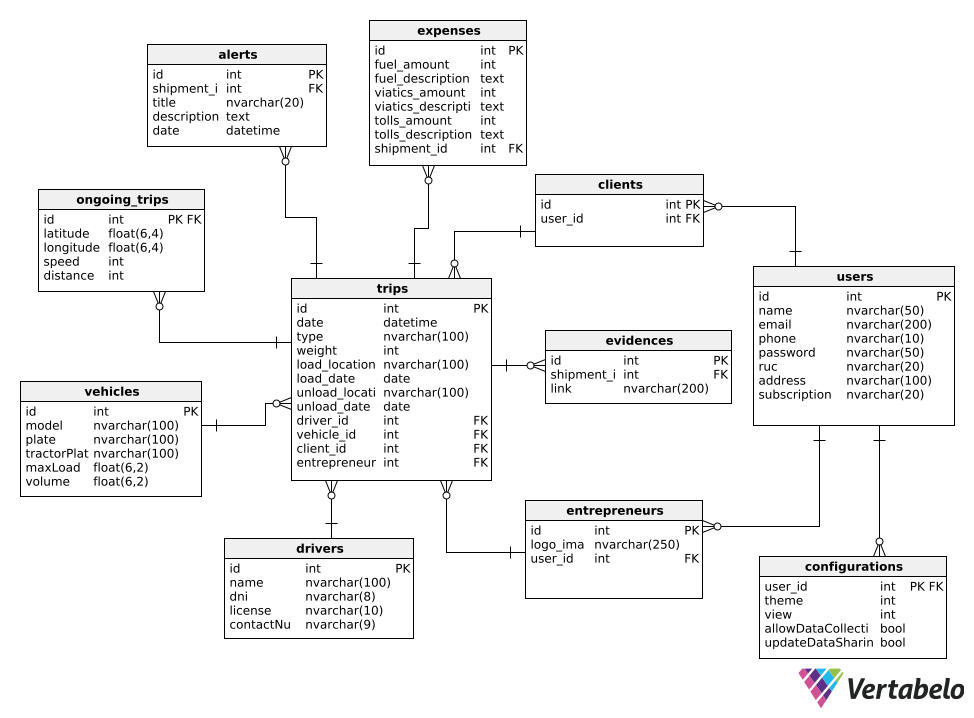 expenses
id int PK
fuel_amount int
fuel_description text
viatics_amount int
viatics_descripti text
tolls_amount int
tolls_description text
shipment_id int FK
alerts
id int PK
shipment_i int FK
title nvarchar(20)
description text
date datetime
clients
id int PK
user_id int FK
ongoing_trips
id int PK FK
latitude float(6,4)
longitude float(6,4)
speed int
distance int
users
id int PK
name nvarchar(50)
email nvarchar(200)
phone nvarchar(10)
password nvarchar(50)
ruc nvarchar(20)
address nvarchar(100)
subscription nvarchar(20)
trips
id int PK
date datetime
type nvarchar(100)
weight int
load_location nvarchar(100)
load_date date
unload_locati nvarchar(100)
unload_date date
driver_id int FK
vehicle_id int FK
client_id int FK
entrepreneur int FK
evidences
id int PK
shipment_i int FK
link nvarchar(200)
vehicles
id int PK
model nvarchar(100)
plate nvarchar(100)
tractorPlat nvarchar(100)
maxLoad float(6,2)
volume float(6,2)
entrepreneurs
id int PK
logo_ima nvarchar(250)
user_id int FK
drivers
id int PK
name nvarchar(100)
dni nvarchar(8)
license nvarchar(10)
contactNu nvarchar(9)
configurations
user_id int PK FK
theme int
view int
allowDataCollecti bool
updateDataSharin bool
Vertabelo